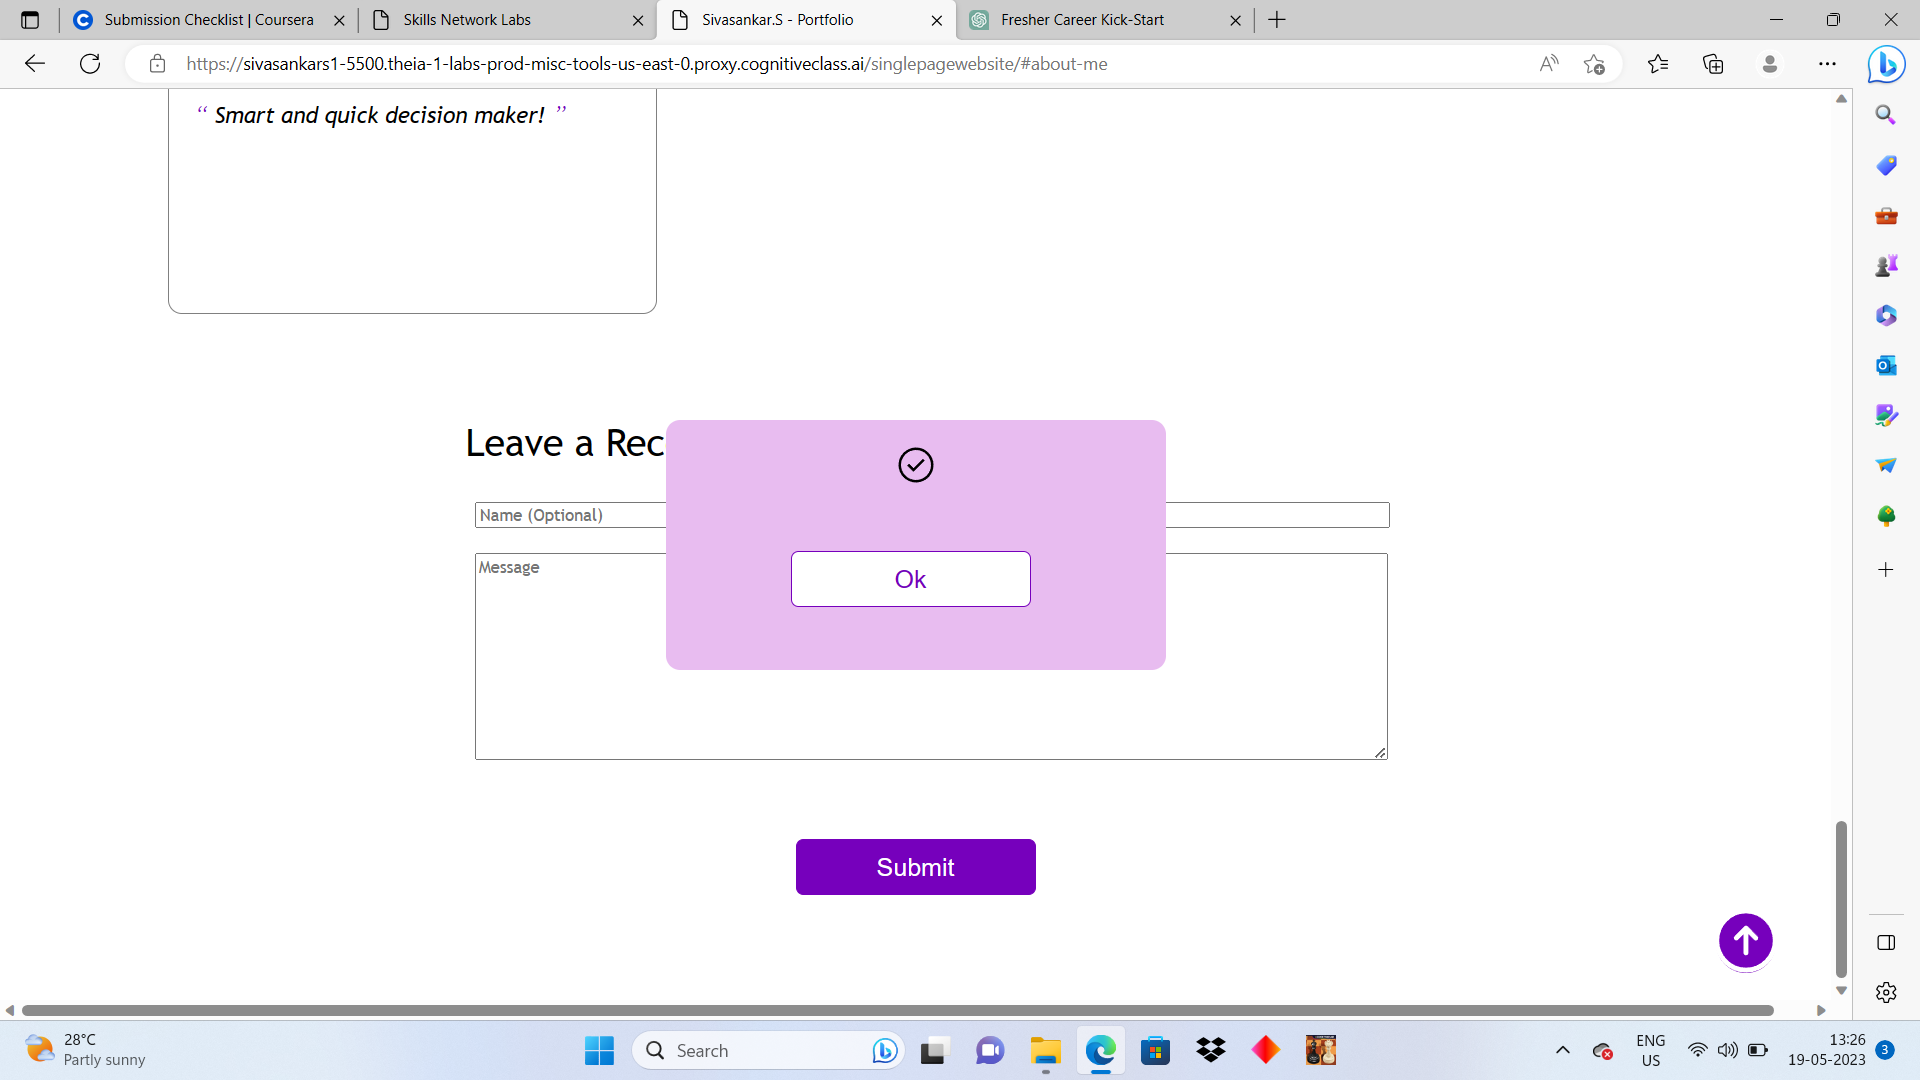 Submission Checklist | Coursera
Skills Network Labs
Sivasankar.S - Portfolio
Fresher Career Kick-Start
https://sivasankars1-5500.theia-1-labs-prod-misc-tools-us-east-0.proxy.cognitiveclass.ai/singlepagewebsite/#about-me
“ Smart and quick decision maker! ”
Leave a Rec
Name (Optional)
Message
Ok
Submit
28°C
Partly sunny
Search
ENG
US
13:26
19-05-2023
3